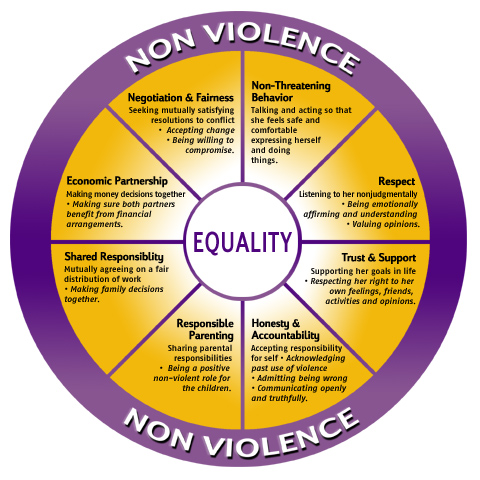 NON VIOLENCE
Negotiation & Fairness
Seeking mutually satisfying
resolutions to conflict
• Accepting change
• Being willing to
compromise.
Non-Threatening
Behavior
Talking and acting so that
she feels safe and
comfortable
expressing herself
and doing
things.
Economic Partnership
Making money decisions together
• Making sure both partners
benefit from financial
arrangements.
Respect
Listening to her nonjudgmentally
• Being emotionally
affirming and understanding
• Valuing opinions.
EQUALITY
Shared Responsiblity
Mutually agreeing on a fair
distribution of work
• Making family decisions
together.
Trust & Support
Supporting her goals in life
• Respecting her right to her
own feelings, friends,
activities and opinions.
Responsible
Parenting
Sharing parental
responsibilities
• Being a positive
non-violent role for
the children.
Honesty &
Accountability
Accepting responsibility
for self • Acknowledging
past use of violence
• Admitting being wrong
• Communicating openly
and truthfully.
NON VIOLENCE